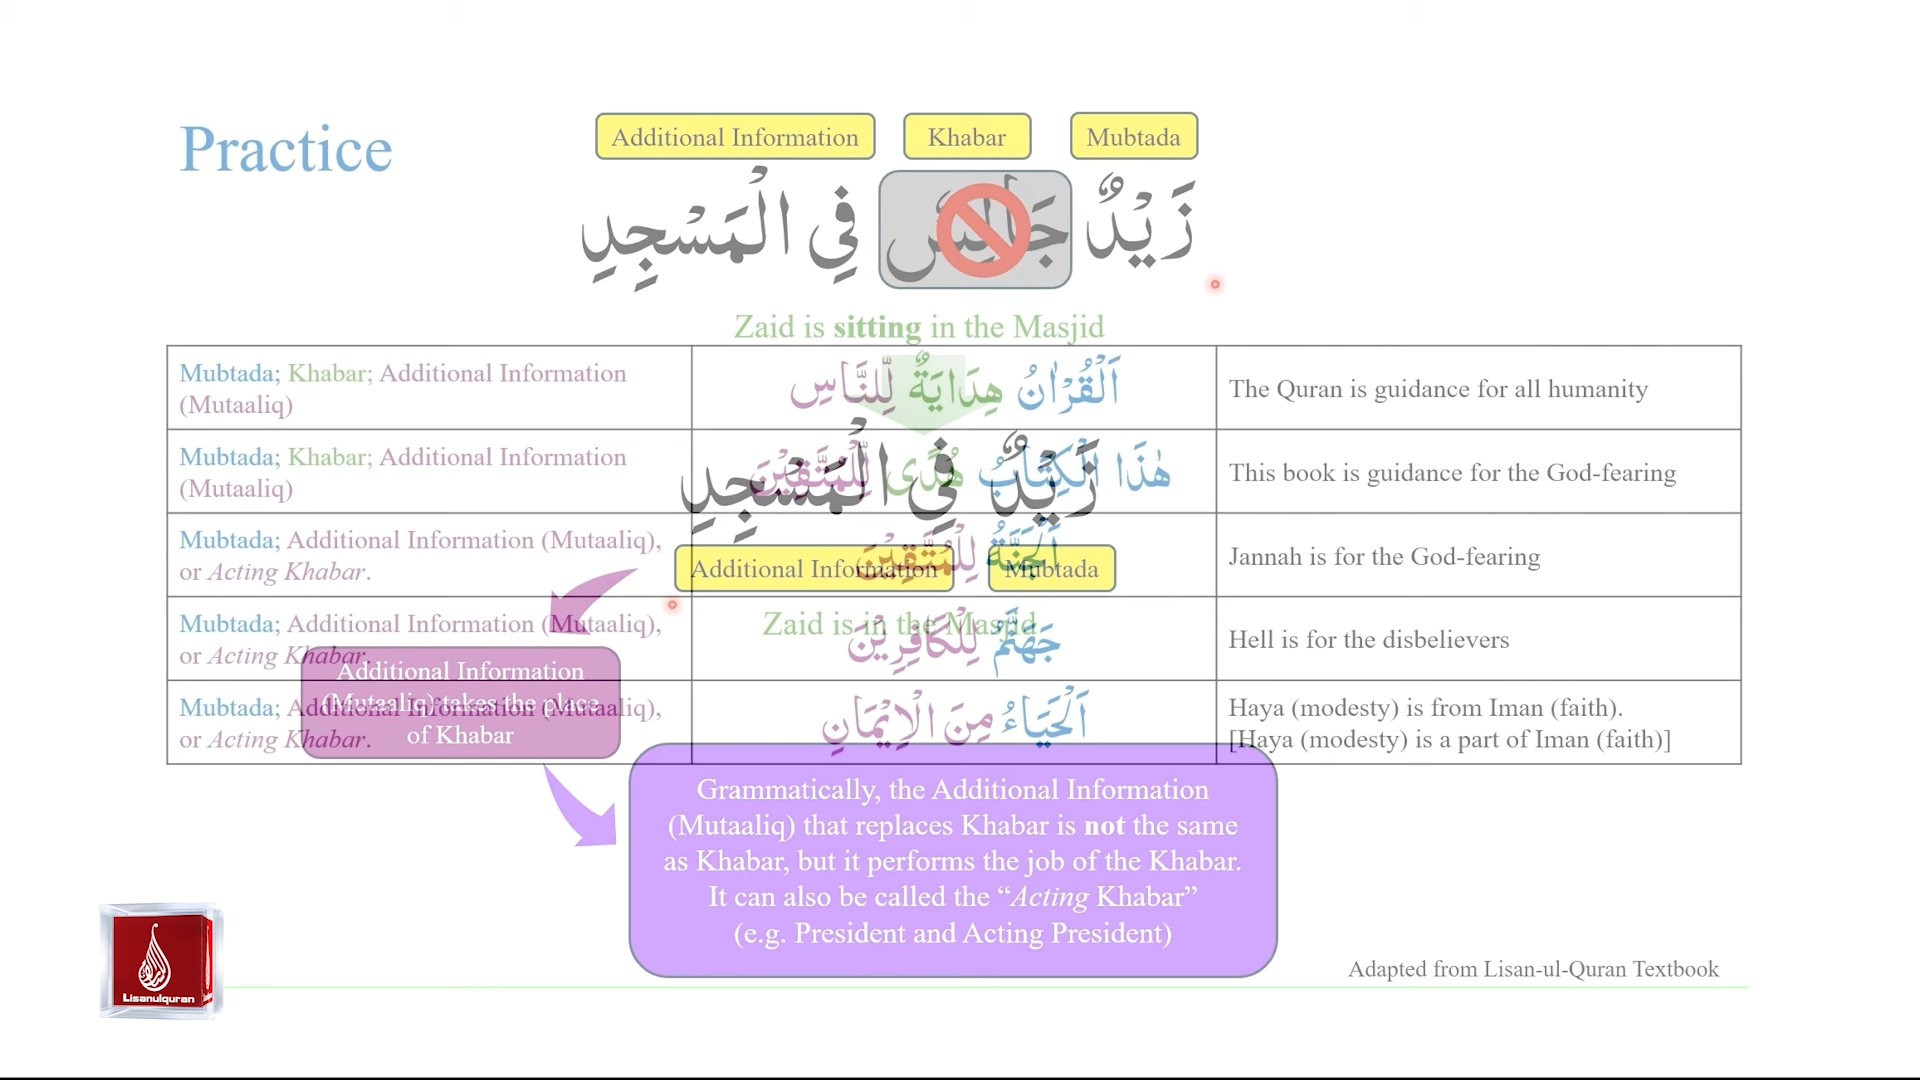 Practice
Additional Information Khabar Mubtada
زَيْدٌ جَالِسٌ فِي الْمَسْجِدِ
Zaid is sitting in the Masjid
Mubtada; Khabar; Additional Information
(Mutaaliq)
اَلْقُرْاٰنُ هِدَايَةٌ لِّلنَّاسِ
The Quran is guidance for all humanity
Mubtada; Khabar; Additional Information
(Mutaaliq)
هٰذَا الْكِتَابُ هُدًى لِّلْمُتَّقِيْنَ
This book is guidance for the God-fearing
زَيْدٌ فِي الْمَسْجِدِ
Mubtada; Additional Information (Mutaaliq),
or Acting Khabar.
اَلْجَنَّةُ لِلْمُتَّقِيْنَ
Jannah is for the God-fearing
Additional Information Mubtada
Zaid is in the Masjid
Mubtada; Additional Information (Mutaaliq),
or Acting Khabar.
جَهَنَّمُ لِلْكَافِرِيْنَ
Hell is for the disbelievers
Additional Information
(Mutaaliq) takes the place
of Khabar
Mubtada; Additional Information (Mutaaliq),
or Acting Khabar.
اَلْحَيَاءُ مِنَ الْاِيْمَانِ
Haya (modesty) is from Iman (faith).
[Haya (modesty) is a part of Iman (faith)]
Grammatically, the Additional Information
(Mutaaliq) that replaces Khabar is not the same
as Khabar, but it performs the job of the Khabar.
It can also be called the “Acting Khabar”
(e.g. President and Acting President)
Lisanulquran
Adapted from Lisan-ul-Quran Textbook